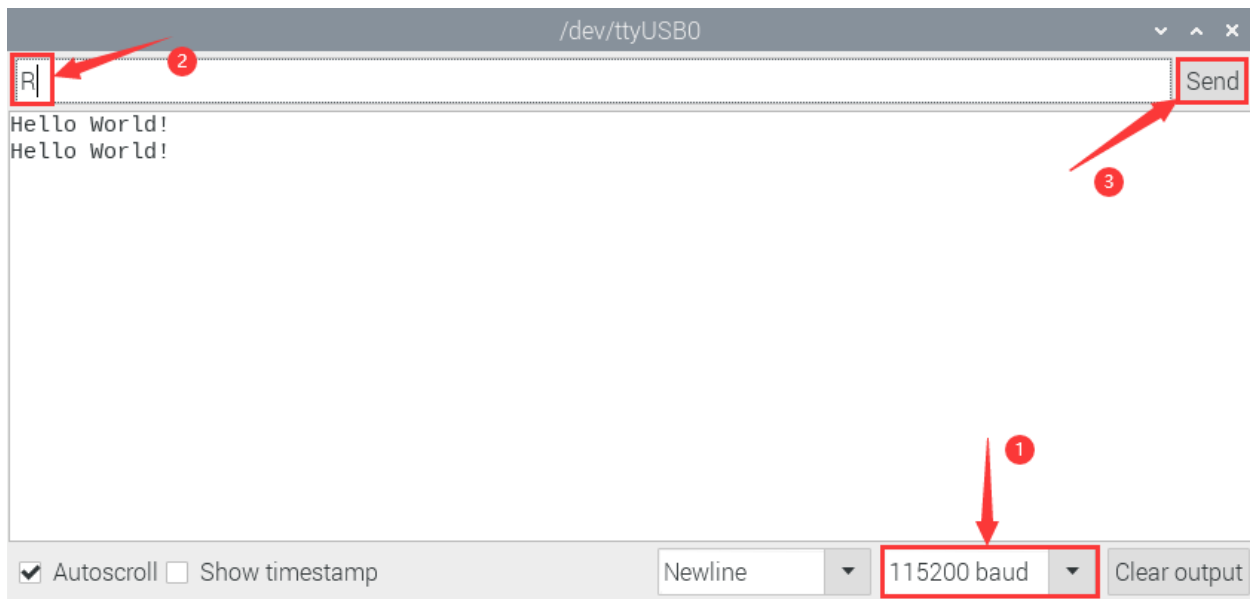 /dev/ttyUSB0
2
R
Send
Hello World!
Hello World!
3
1
Autoscroll Show timestamp Newline 115200 baud Clear output